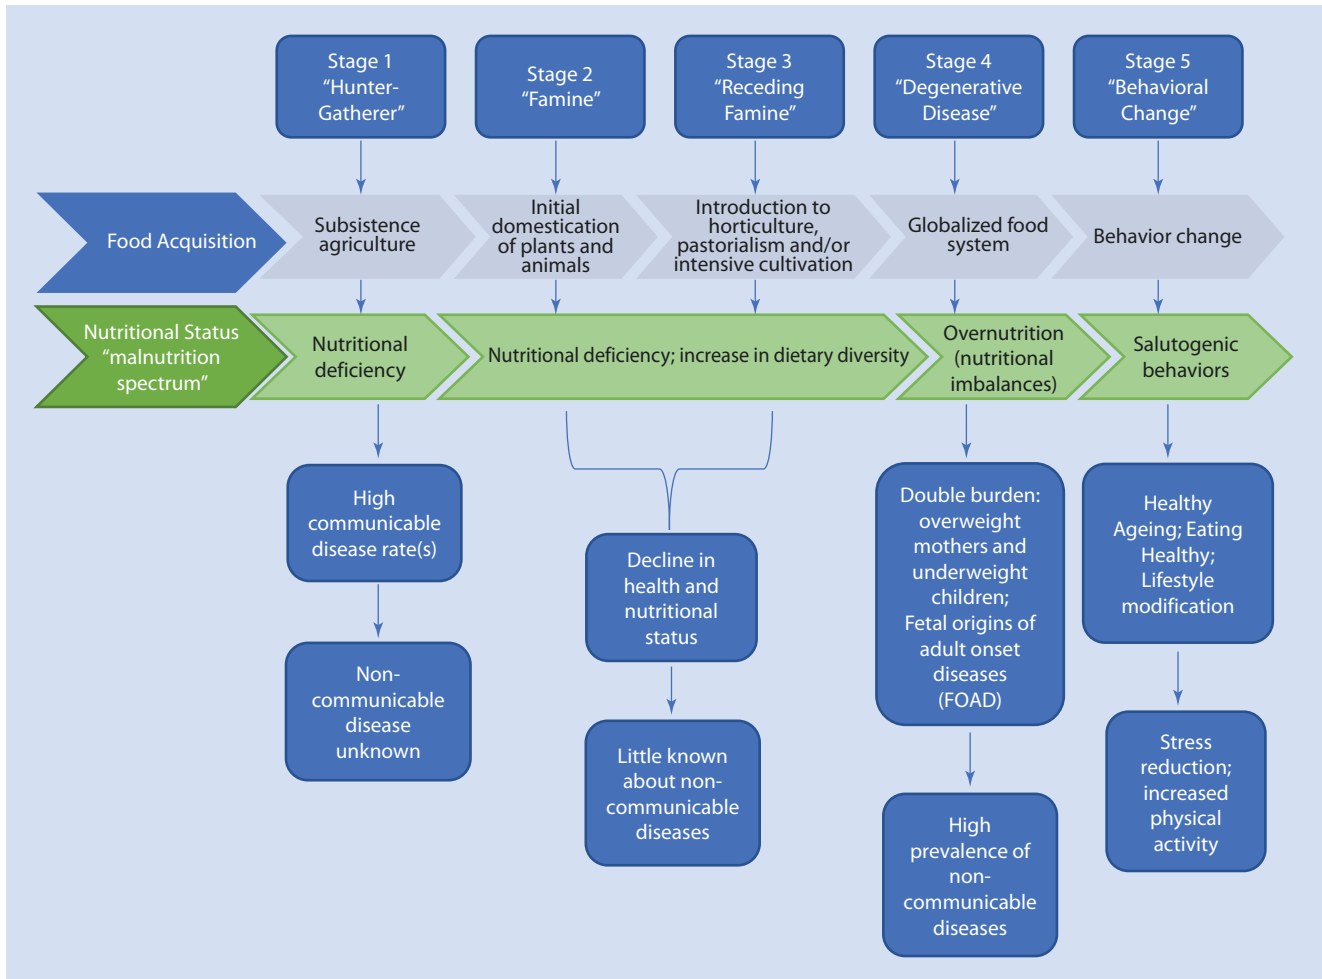 Stage 1
“Hunter-
Gatherer”
Stage 2
“Famine”
Stage 3
“Receding
Famine”
Stage 4
“Degenerative
Disease”
Stage 5
“Behavioral
Change”
Food Acquisition
Subsistence
agriculture
Initial
domestication
of plants and
animals
Introduction to
horticulture,
pastorialism and/or
intensive cultivation
Globalized food
system
Behavior change
Nutritional Status
“malnutrition
spectrum”
Nutritional
deficiency
Nutritional deficiency; increase in dietary diversity
Overnutrition
(nutritional
imbalances)
Salutogenic
behaviors
High
communicable
disease rate(s)
Non-
communicable
disease
unknown
Decline in
health and
nutritional
status
Little known
about non-
communicable
diseases
Double burden:
overweight
mothers and
underweight
children;
Fetal origins of
adult onset
diseases
(FOAD)
High
prevalence of
non-
communicable
diseases
Healthy
Ageing; Eating
Healthy;
Lifestyle
modification
Stress
reduction;
increased
physical
activity